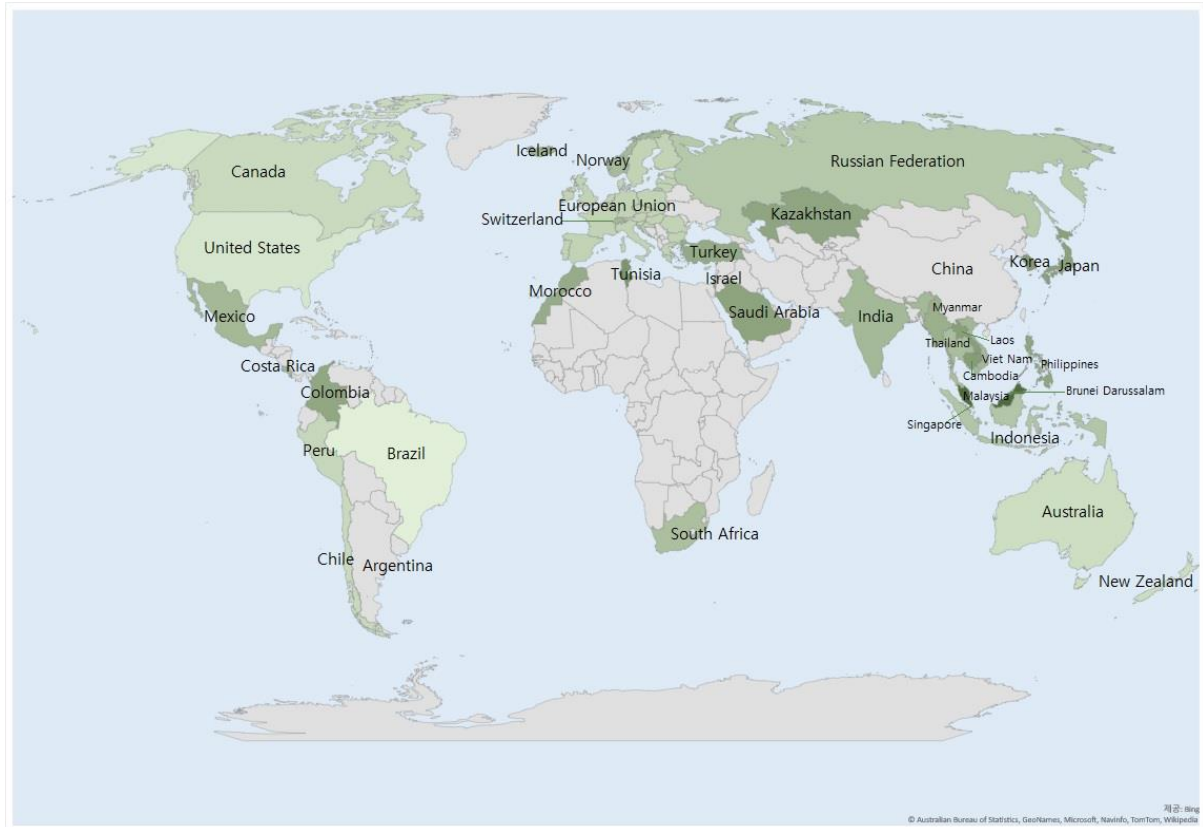 Iceland
Norway
Russian Federation
Canada
European Union
Switzerland
Kazakhstan
United States
Turkey
Korea
Japan
Tunisia
Israel
China
Morocco
Saudi Arabia
India
Myanmar
Mexico
Laos
Thailand
Viet Nam
Costa Rica
Philippines
Cambodia
Colombia
Malaysia
Brunei Darussalam
Singapore
Indonesia
Peru
Brazil
Australia
South Africa
Chile
Argentina
New Zealand
제공: Bing
© Australian Bureau of Statistics, GeoNames, Microsoft, Navinfo, TomTom, Wikipedia